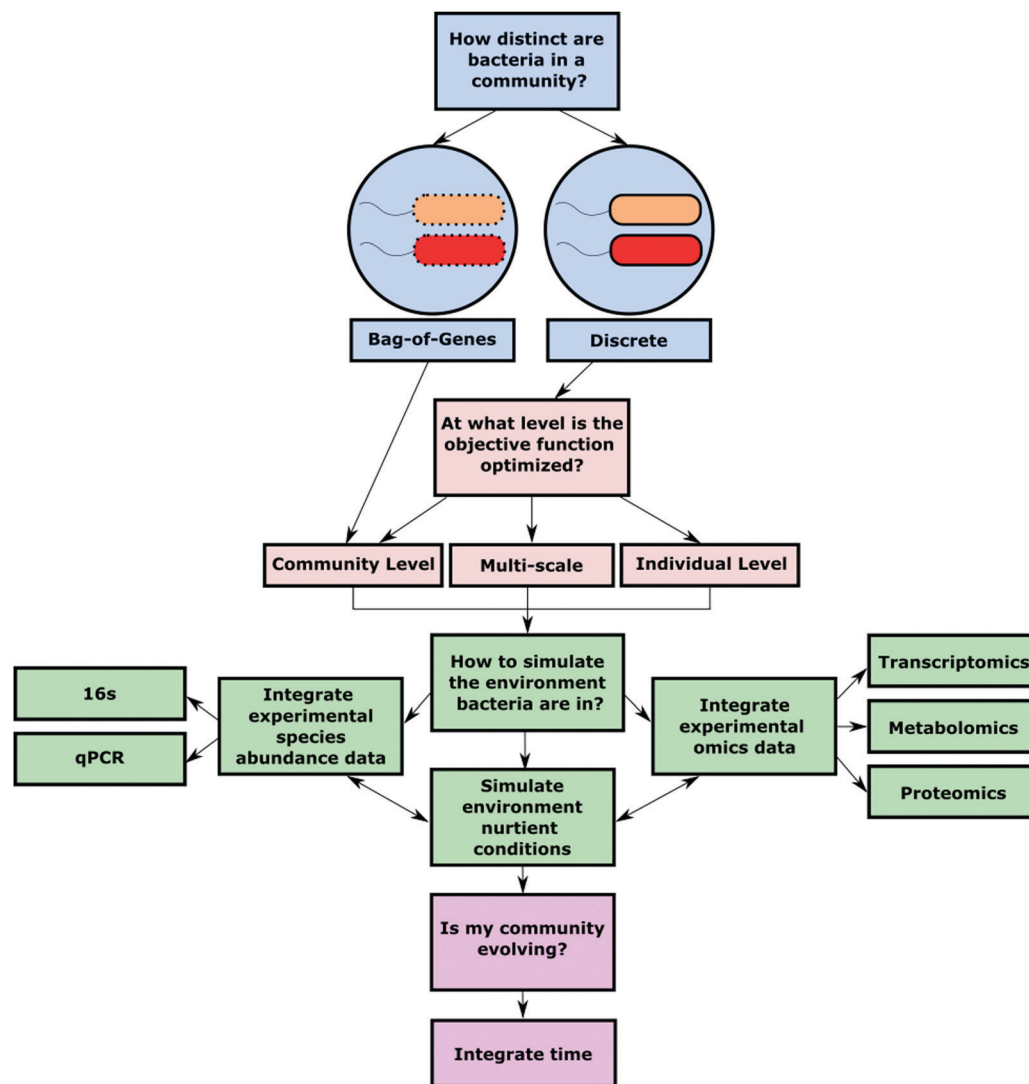 How distinct are
bacteria in a
community?
Bag-of-Genes
Discrete
At what level is the
objective function
optimized?
Community Level
Multi-scale
Individual Level
How to simulate
the environment
bacteria are in?
16s
qPCR
Integrate
experimental
species
abundance data
Integrate
experimental
omics data
Transcriptomics
Metabolomics
Proteomics
Simulate
environment
nurtient
conditions
Is my community
evolving?
Integrate time